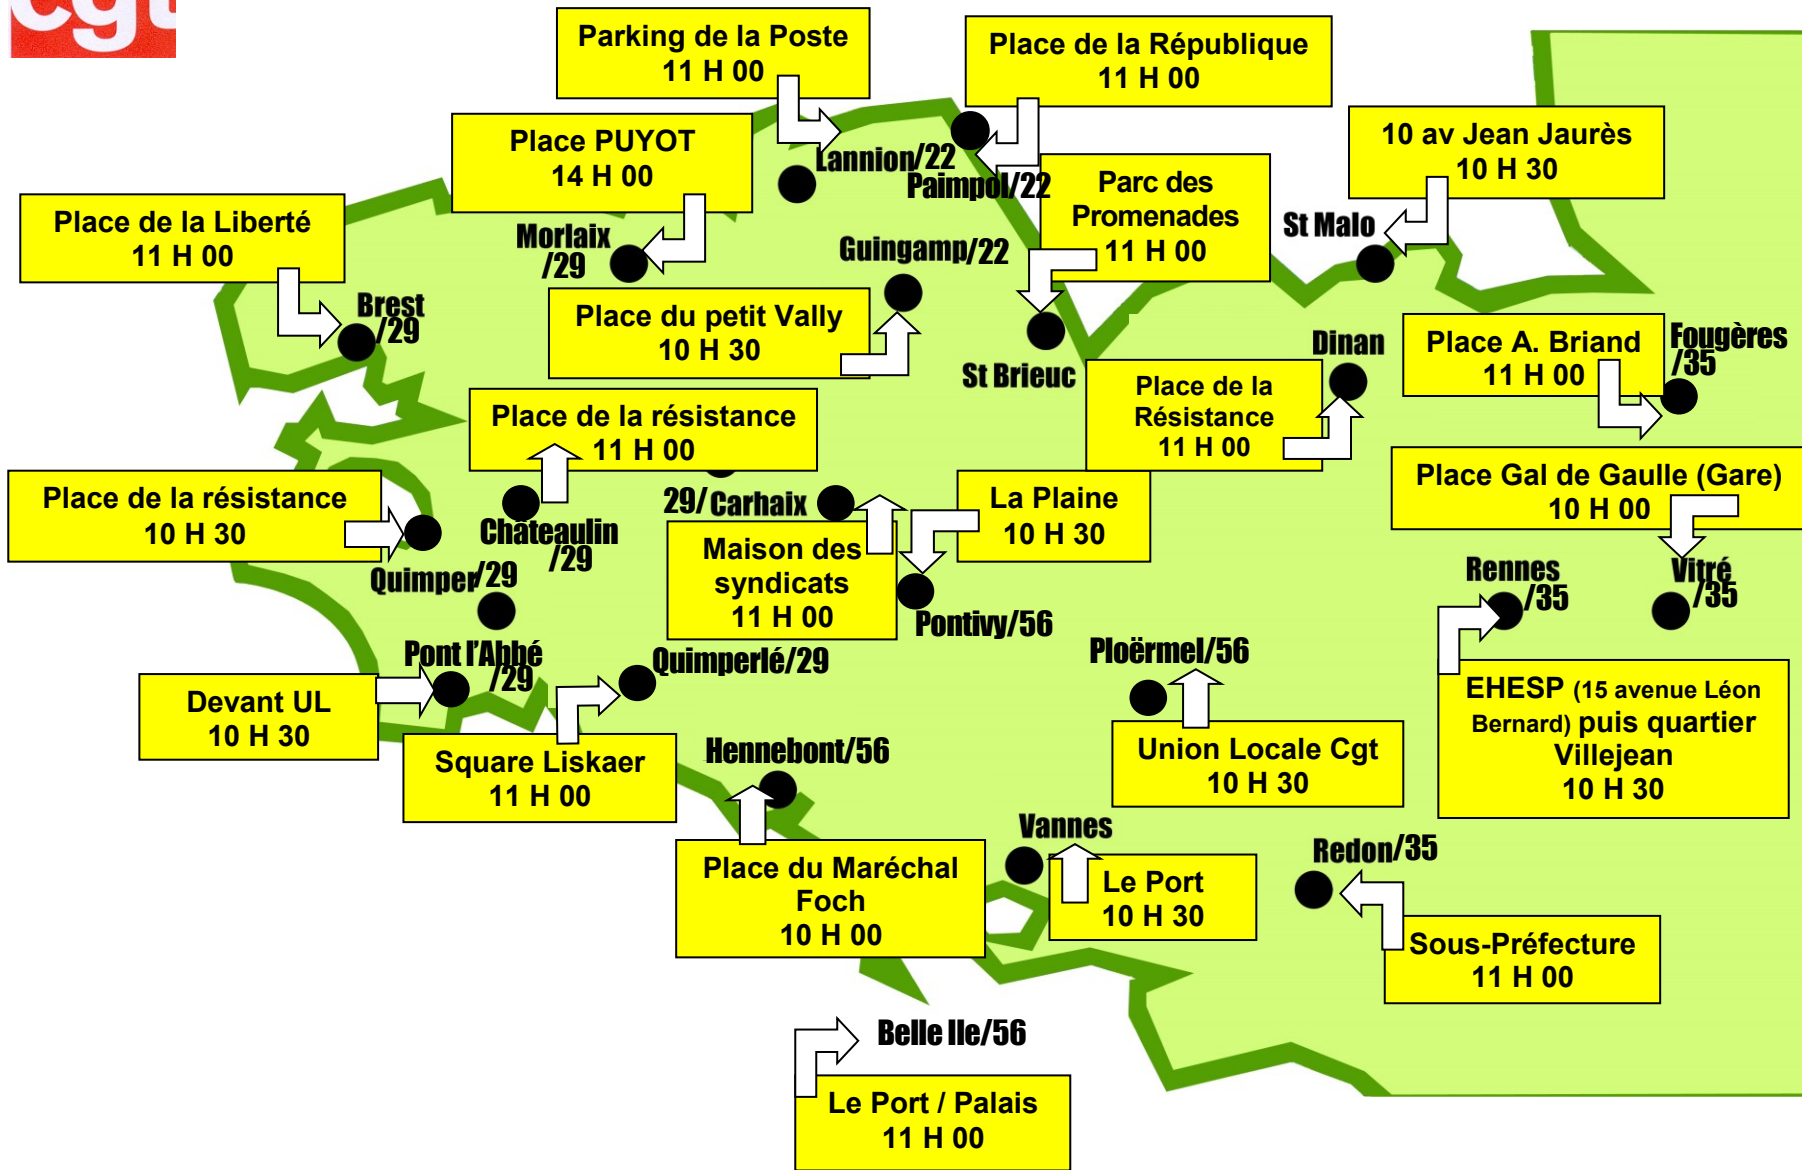 cgt
Parking de la Poste
11 H 00
Place de la République
11 H 00
Place PUYOT
14 H 00
10 av Jean Jaurès
10 H 30
Lannion/22
Paimpol/22
Parc des
Promenades
11 H 00
Place de la Liberté
11 H 00
Morlaix
/29
Guingamp/22
St Malo
Brest
/29
Place du petit Vally
10 H 30
St Brieuc
Dinan
Place A. Briand
11 H 00
Fougères
/35
Place de la résistance
11 H 00
Place de la
Résistance
11 H 00
Place de la résistance
10 H 30
Châteaulin
/29
29/ Carhaix
La Plaine
10 H 30
Place Gal de Gaulle (Gare)
10 H 00
Maison des
syndicats
11 H 00
Quimper/29
Pontivy/56
Rennes
/35
Vitré
/35
Pont l'Abbé
/29
Quimperlé/29
Ploërmel/56
Devant UL
10 H 30
EHESP (15 avenue Léon
Bernard) puis quartier
Villejean
10 H 30
Square Liskaer
11 H 00
Hennebont/56
Union Locale Cgt
10 H 30
Vannes
Redon/35
Place du Maréchal
Foch
10 H 00
Le Port
10 H 30
Sous-Préfecture
11 H 00
Belle Ile/56
Le Port / Palais
11 H 00